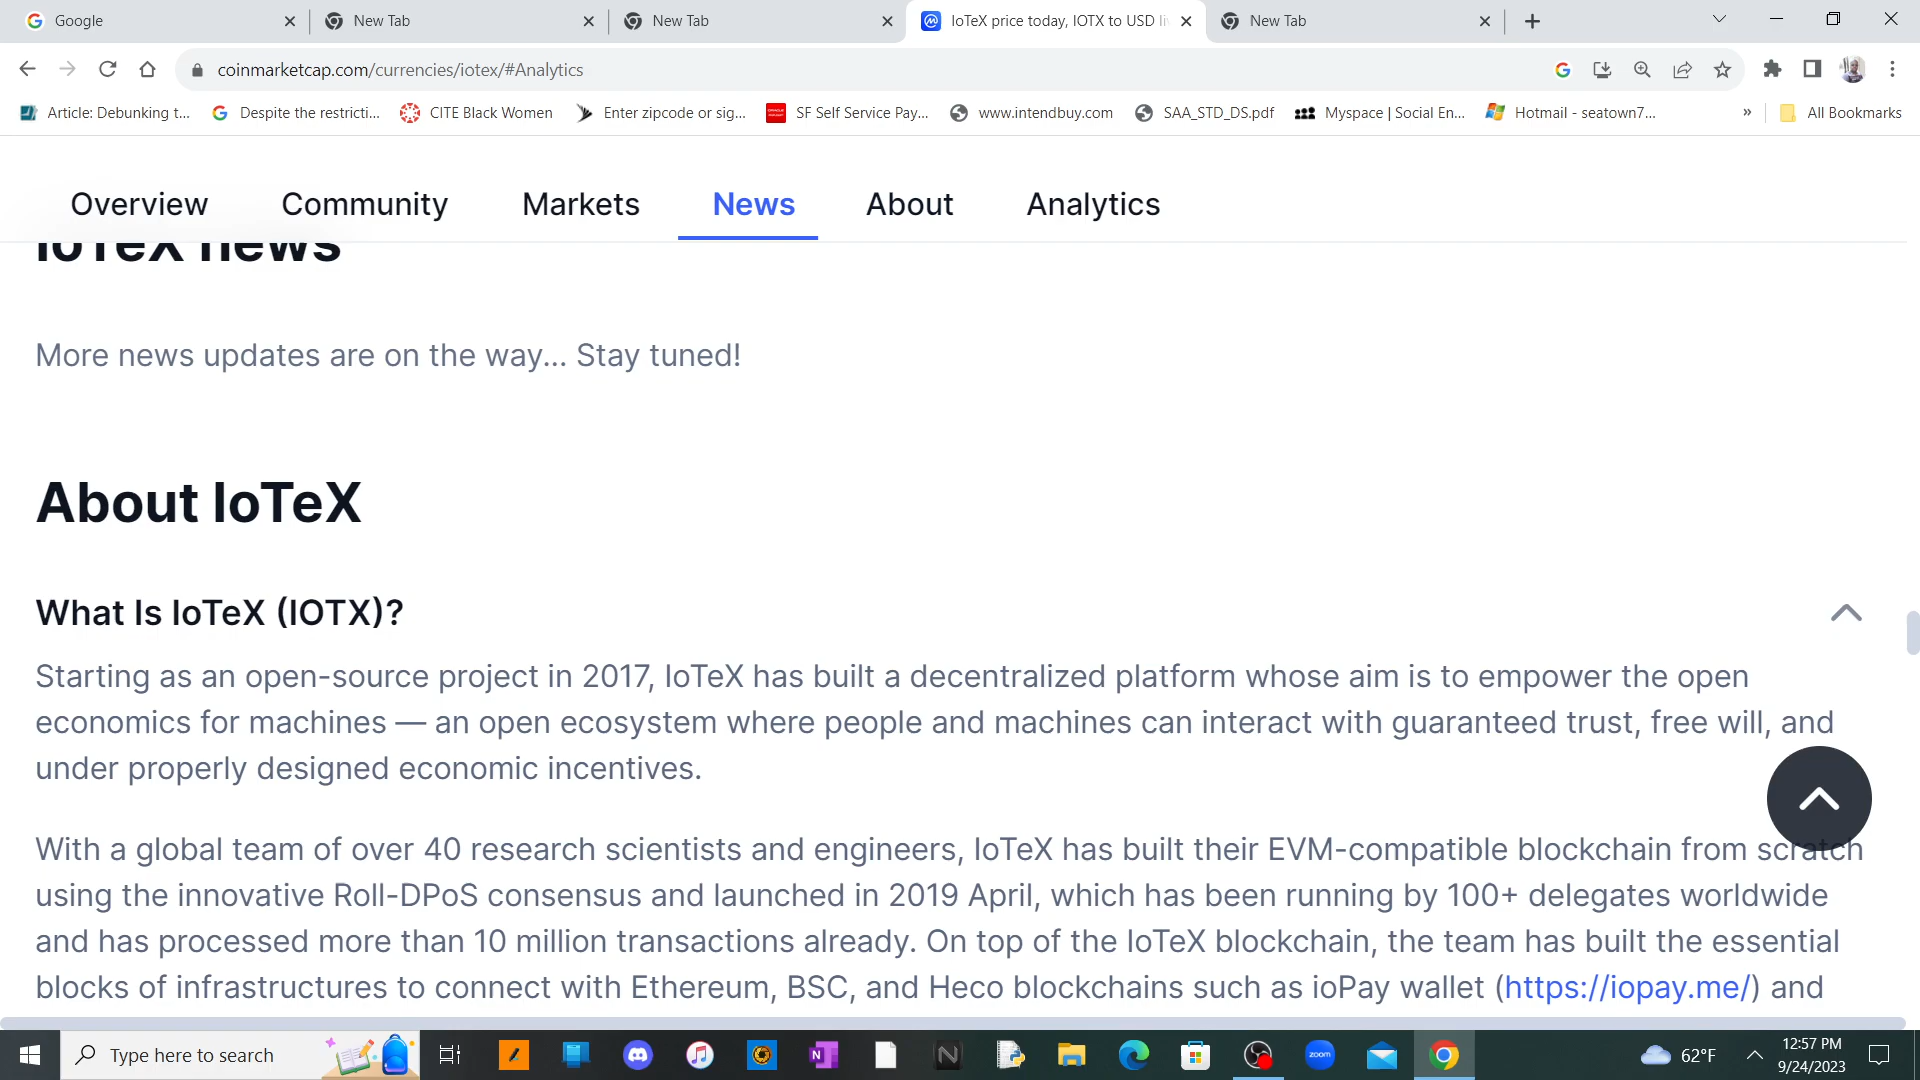 Google
New Tab
New Tab
IoTeX price today, IOTX to USD li
New Tab
coinmarketcap.com/currencies/iotex/#Analytics
Article: Debunking t...
Despite the restricti...
CITE Black Women
Enter zipcode or sig...
SF Self Service Pay...
www.intendbuy.com
SAA_STD_DS.pdf
Myspace | Social En...
Hotmail - seatown7...
»
All Bookmarks
Overview
Community
Markets
News
About
Analytics
IoTeX news
More news updates are on the way... Stay tuned!
About IoTeX
What Is IoTeX (IOTX)?
Starting as an open-source project in 2017, IoTeX has built a decentralized platform whose aim is to empower the open
economics for machines — an open ecosystem where people and machines can interact with guaranteed trust, free will, and
under properly designed economic incentives.
With a global team of over 40 research scientists and engineers, IoTeX has built their EVM-compatible blockchain from scratch
using the innovative Roll-DPoS consensus and launched in 2019 April, which has been running by 100+ delegates worldwide
and has processed more than 10 million transactions already. On top of the IoTeX blockchain, the team has built the essential
blocks of infrastructures to connect with Ethereum, BSC, and Heco blockchains such as ioPay wallet (https://iopay.me/) and
Type here to search
zoom
62°F
12:57 PM
9/24/2023